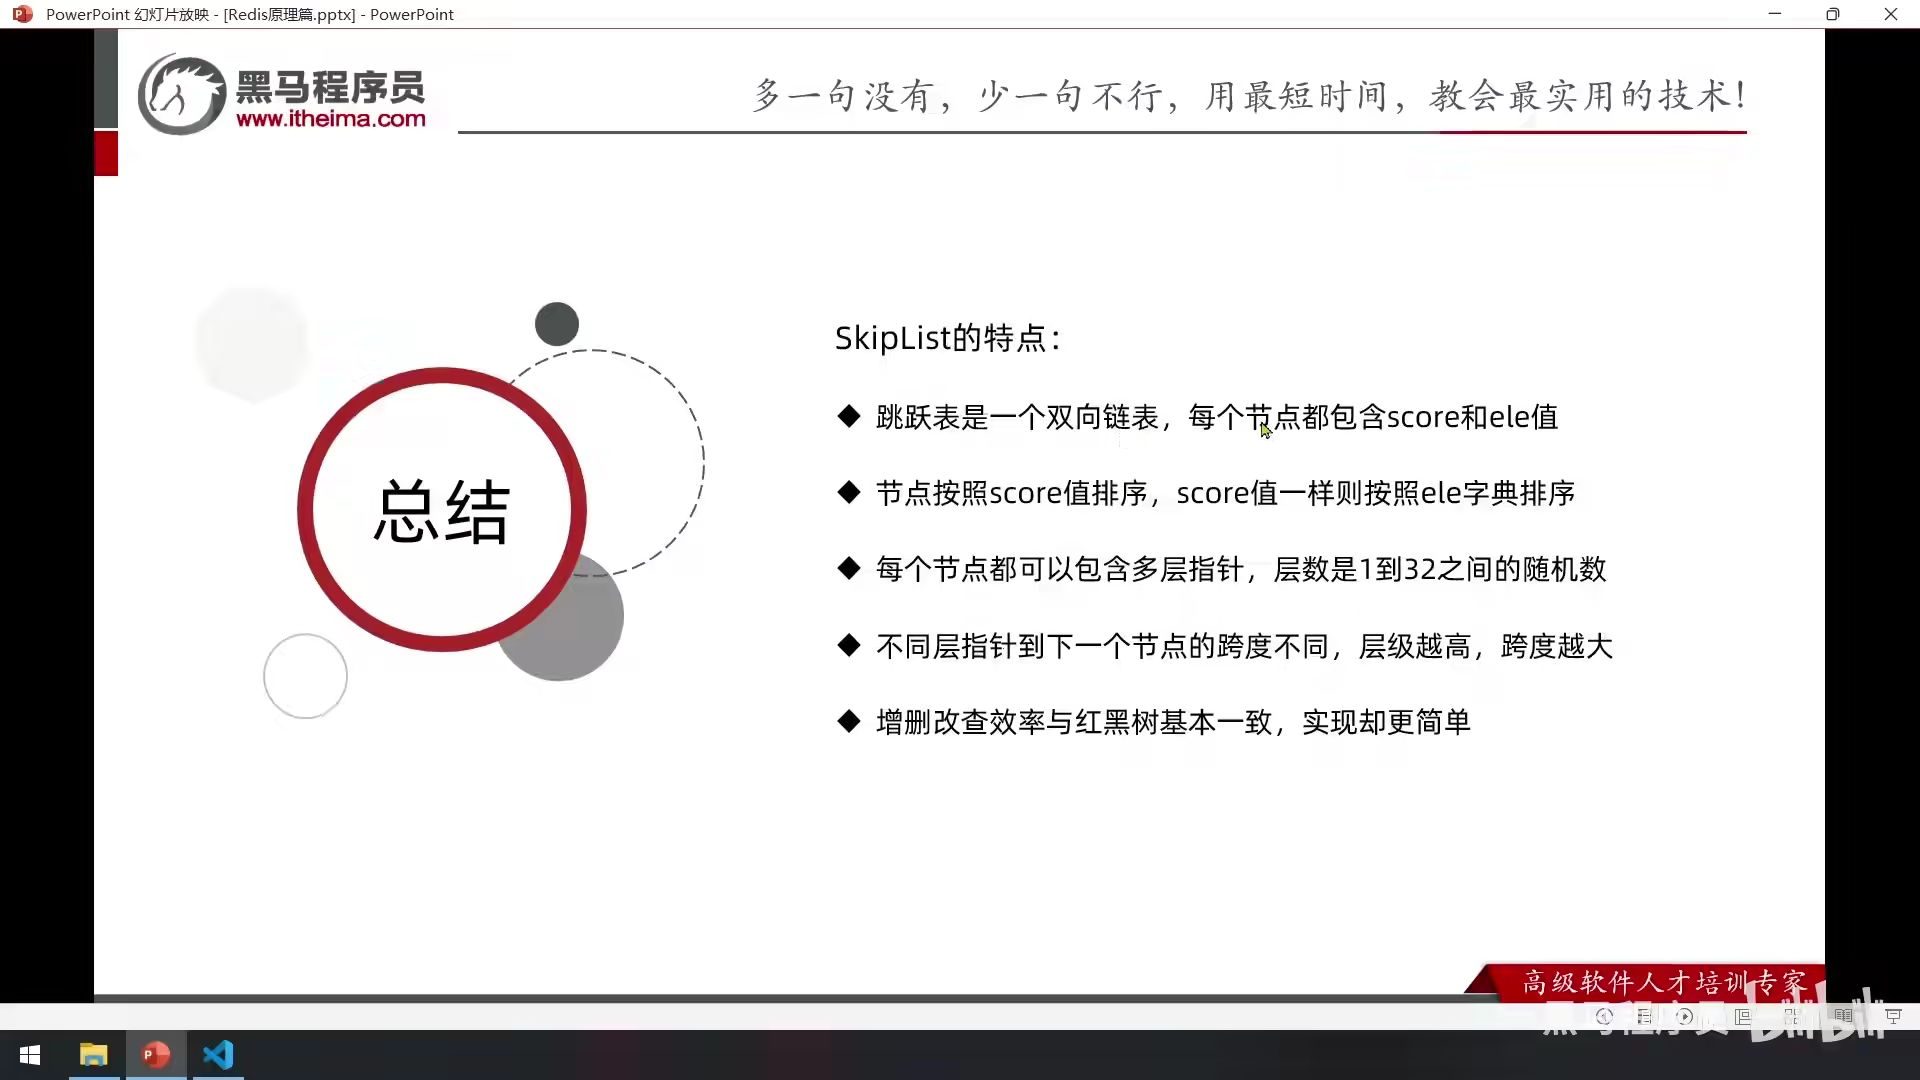 PowerPoint 幻灯片放映 - [Redis原理篇.pptx] - PowerPoint
黑马程序员
www.itheima.com
多一句没有，少一句不行，用最短时间，教会最实用的技术！
总结
SkipList的特点：
◆ 跳跃表是一个双向链表，每个节点都包含score和ele值
◆ 节点按照score值排序，score值一样则按照ele字典排序
◆ 每个节点都可以包含多层指针，层数是1到32之间的随机数
◆ 不同层指针到下一个节点的跨度不同，层级越高，跨度越大
◆ 增删改查效率与红黑树基本一致，实现却更简单
高级软件人才培训专家
黑马程序员
bilibili